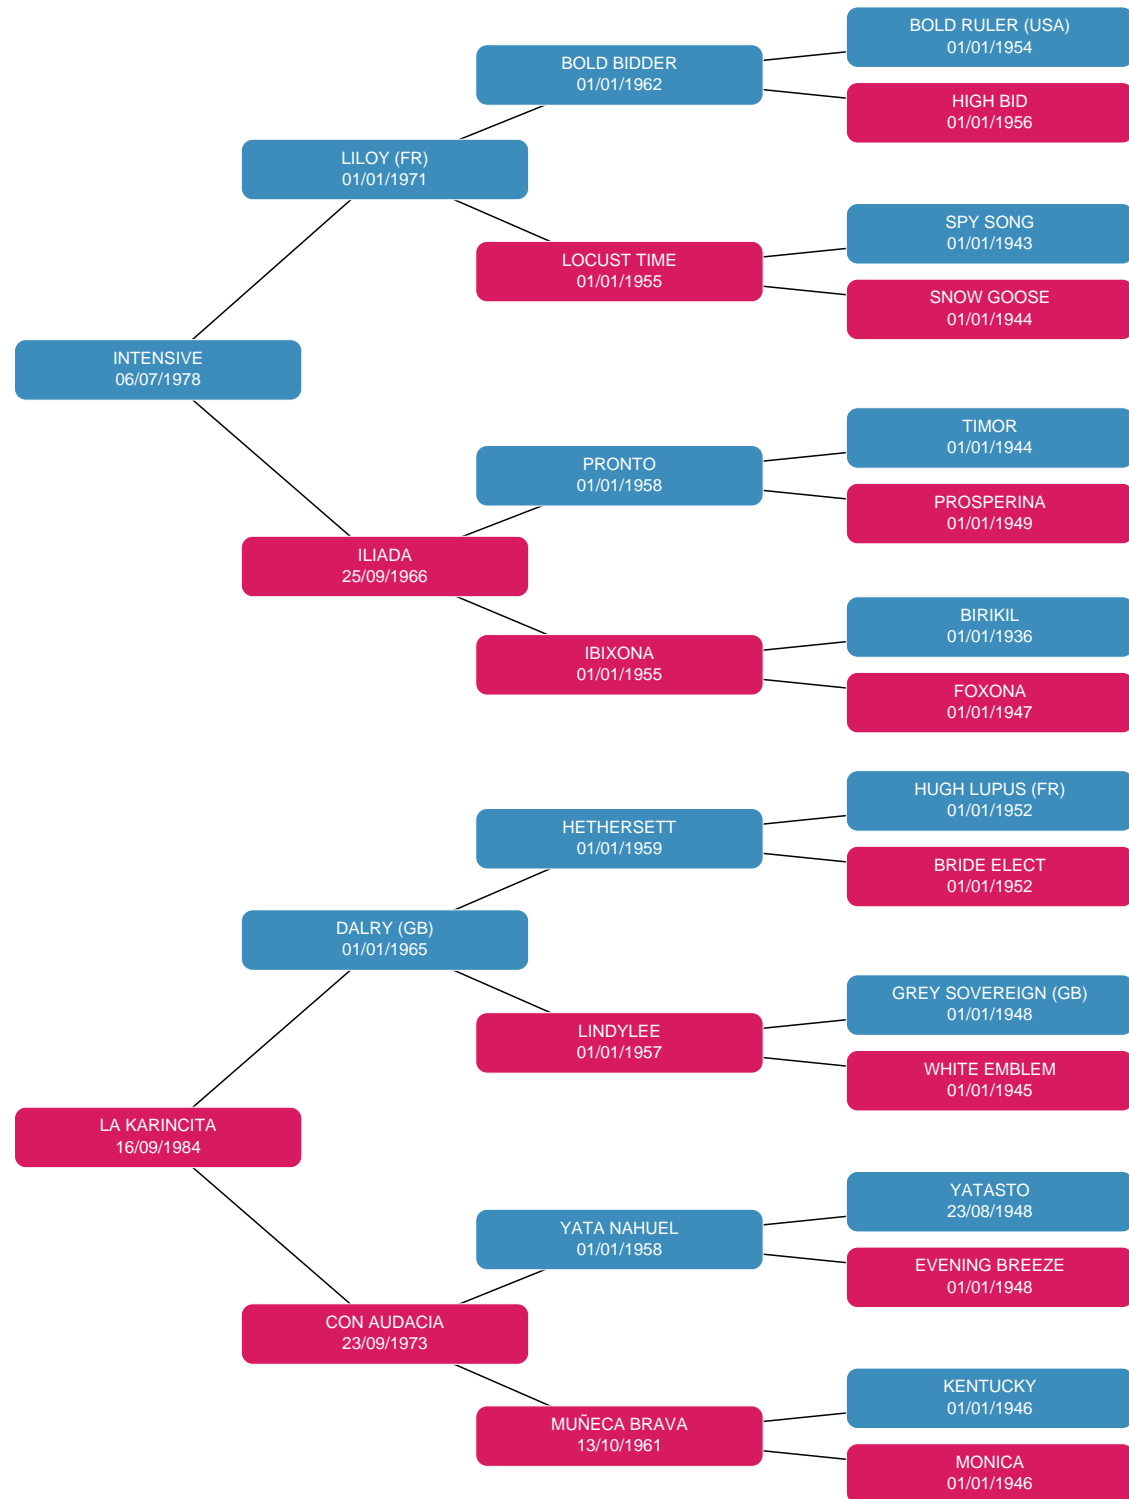 BOLD RULER (USA)
01/01/1954
BOLD BIDDER
01/01/1962
HIGH BID
01/01/1956
LILOY (FR)
01/01/1971
SPY SONG
01/01/1943
LOCUST TIME
01/01/1955
SNOW GOOSE
01/01/1944
INTENSIVE
06/07/1978
TIMOR
01/01/1944
PRONTO
01/01/1958
PROSPERINA
01/01/1949
ILIADA
25/09/1966
BIRIKIL
01/01/1936
IBIXONA
01/01/1955
FOXONA
01/01/1947
HUGH LUPUS (FR)
01/01/1952
HETHERSETT
01/01/1959
BRIDE ELECT
01/01/1952
DALRY (GB)
01/01/1965
GREY SOVEREIGN (GB)
01/01/1948
LINDYLEE
01/01/1957
WHITE EMBLEM
01/01/1945
LA KARINCITA
16/09/1984
YATASTO
23/08/1948
YATA NAHUEL
01/01/1958
EVENING BREEZE
01/01/1948
CON AUDACIA
23/09/1973
KENTUCKY
01/01/1946
MUÑECA BRAVA
13/10/1961
MONICA
01/01/1946